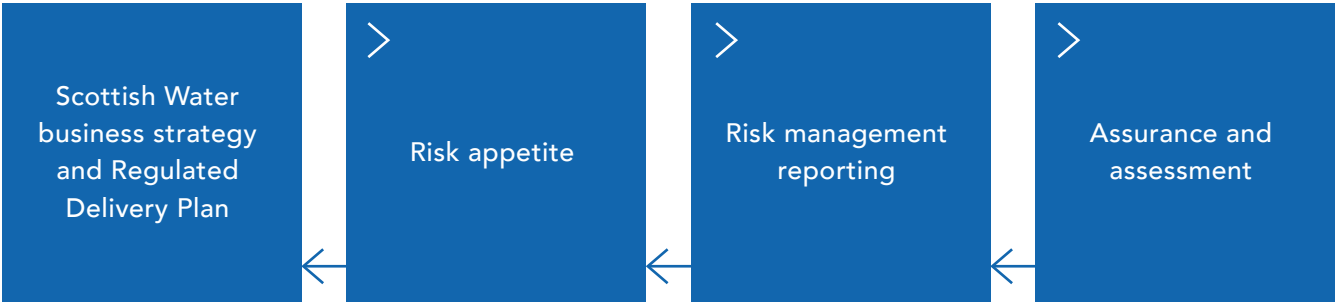 Scottish Water
business strategy
and Regulated
Delivery Plan
Risk appetite
Risk management
reporting
Assurance and
assessment